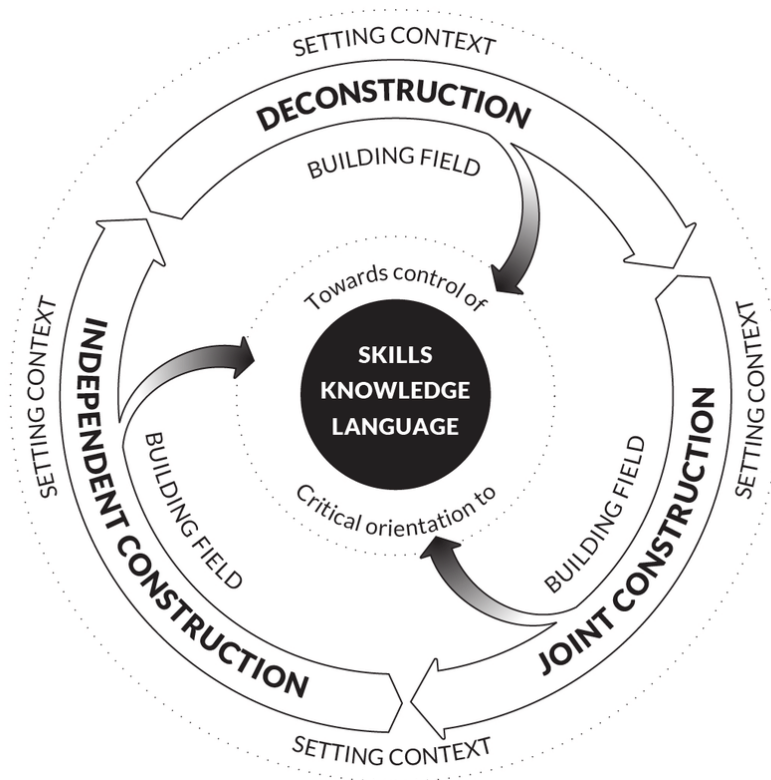 SETTING CONTEXT
DECONSTRUCTION
BUILDING FIELD
Towards control of
SKILLS
KNOWLEDGE
LANGUAGE
Critical orientation to
SETTING CONTEXT
JOINT CONSTRUCTION
BUILDING FIELD
SETTING CONTEXT
INDEPENDENT CONSTRUCTION
BUILDING FIELD
SETTING CONTEXT